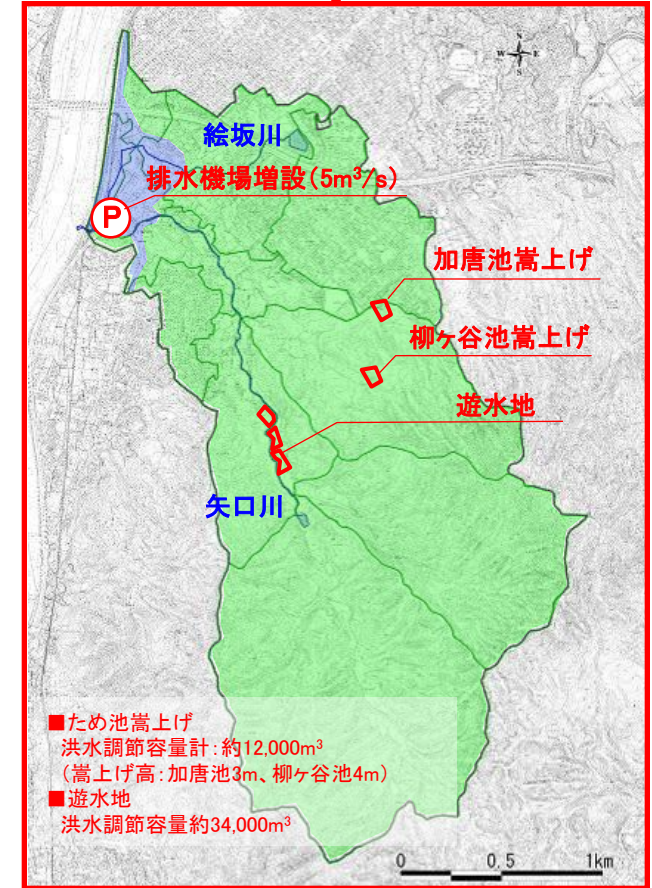 N
W E
S
絵坂川
排水機場増設(5m³/s)
P
加唐池嵩上げ
柳ヶ谷池嵩上げ
遊水地
矢口川
■ため池嵩上げ
洪水調節容量計:約12,000m³
(嵩上げ高:加唐池3m、柳ヶ谷池4m)
■遊水地
洪水調節容量約34,000m³
0 0.5 1km